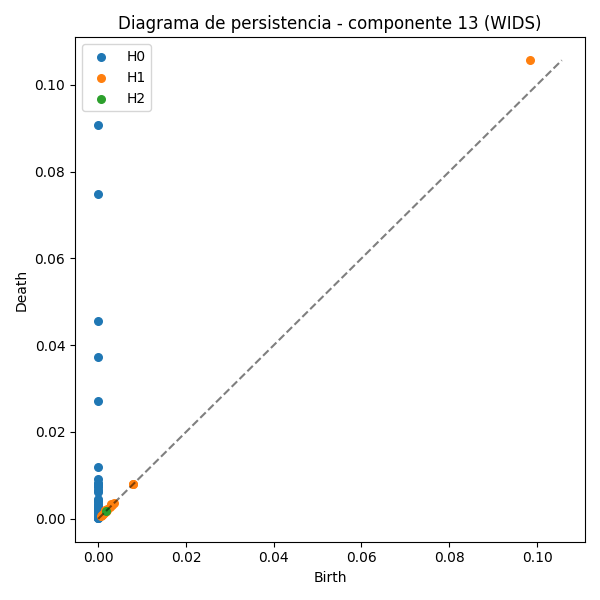 Diagrama de persistencia - componente 13 (WIDS)
H0
H1
H2
Death
0.10
0.08
0.06
0.04
0.02
0.00
0.00 0.02 0.04 0.06 0.08 0.10
Birth